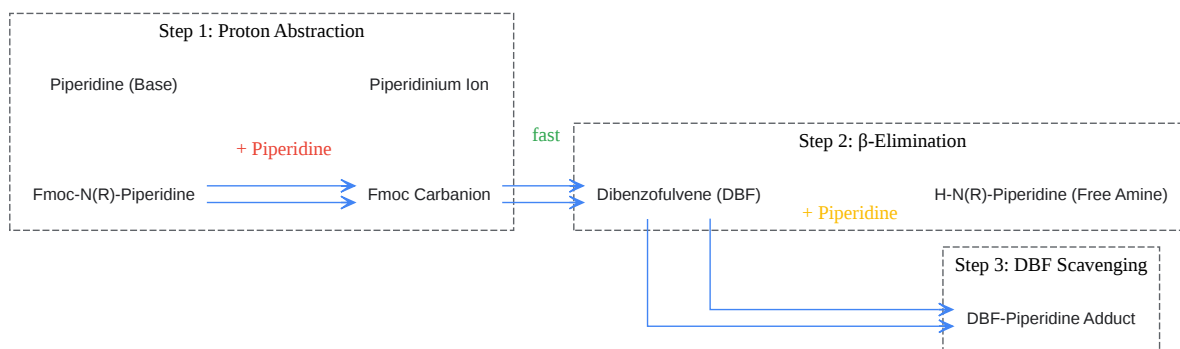 Step 1: Proton Abstraction
Piperidine (Base)
Piperidinium Ion
+ Piperidine
Fmoc-N(R)-Piperidine
Fmoc Carbanion
fast
Step 2: β-Elimination
Dibenzofulvene (DBF)
H-N(R)-Piperidine (Free Amine)
+ Piperidine
Step 3: DBF Scavenging
DBF-Piperidine Adduct